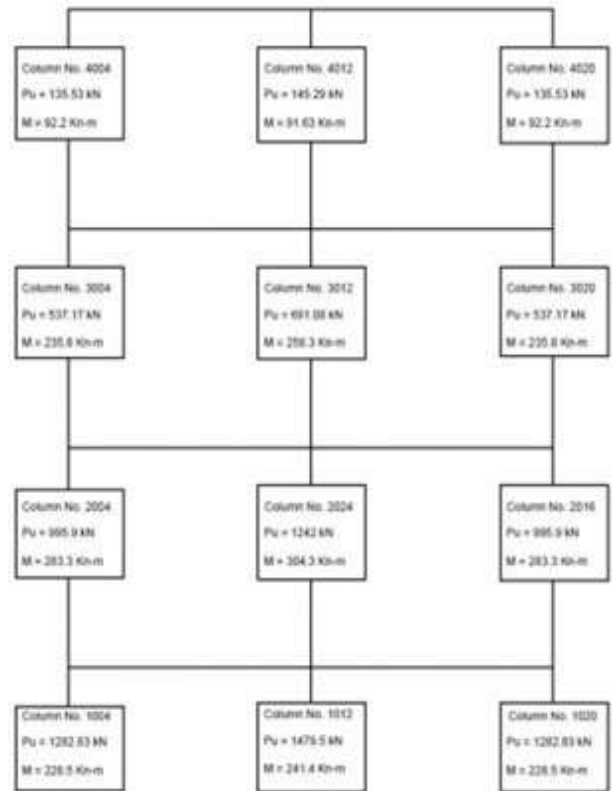 Column No. 4004
Pu = 135.53 kN
M = 92.2 Kn-m
Column No. 4012
Pu = 145.29 kN
M = 91.63 Kn-m
Column No. 4020
Pu = 135.53 kN
M = 92.2 Kn-m
Column No. 3004
Pu = 537.17 kN
M = 235.8 Kn-m
Column No. 3012
Pu = 691.08 kN
M = 258.3 Kn-m
Column No. 3020
Pu = 537.17 kN
M = 235.8 Kn-m
Column No. 2004
Pu = 995.9 kN
M = 283.3 Kn-m
Column No. 2024
Pu = 1242 kN
M = 304.3 Kn-m
Column No. 2016
Pu = 995.9 kN
M = 283.3 Kn-m
Column No. 1004
Pu = 1282.83 kN
M = 228.5 Kn-m
Column No. 1012
Pu = 1479.5 kN
M = 241.4 Kn-m
Column No. 1020
Pu = 1282.83 kN
M = 228.5 Kn-m